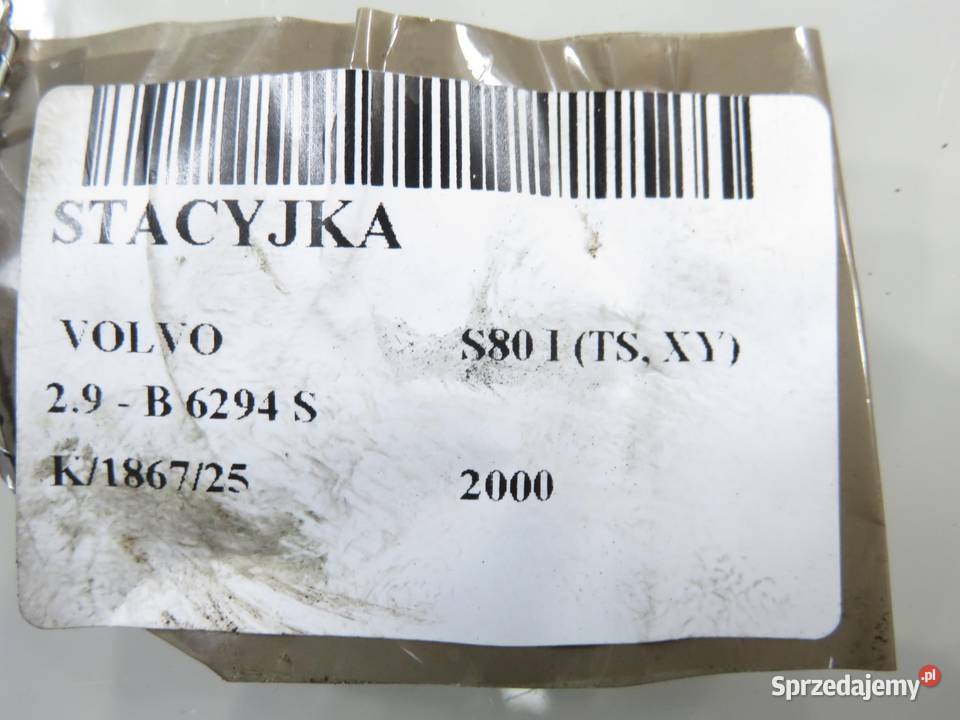 STACYJKA
VOLVO S80 I (TS, XY)
2.9 - B 6294 S
K/1867/25 2000
Sprzedajemy.pl